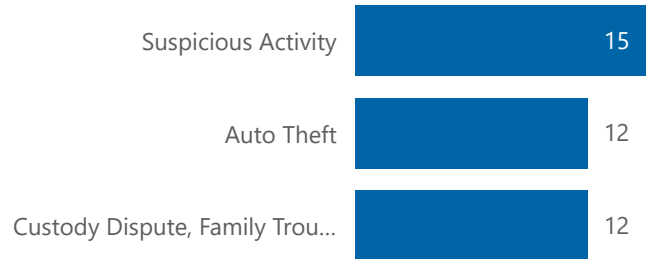 Suspicious Activity 15
Auto Theft 12
Custody Dispute, Family Trou... 12